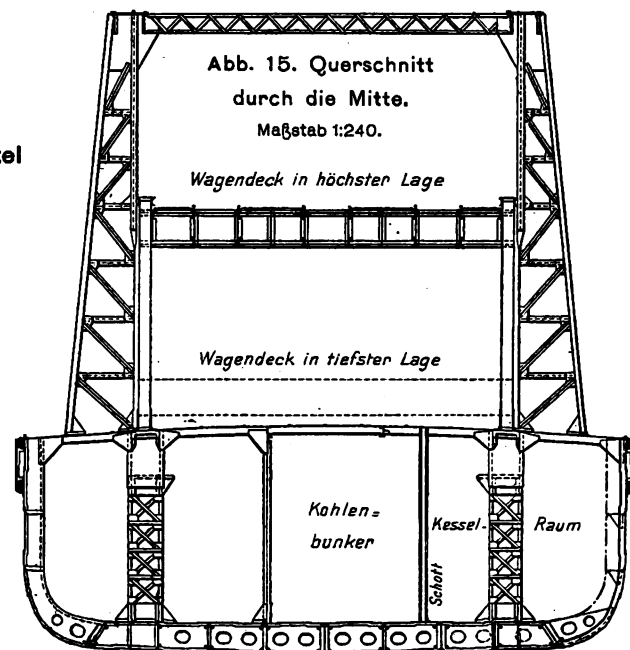 Abb. 15. Querschnitt
durch die Mitte.
Maßstab 1:240.
Wagendeck in höchster Lage
Wagendeck in tiefster Lage
Kohlen=
bunker
Schott
Kessel- Raum